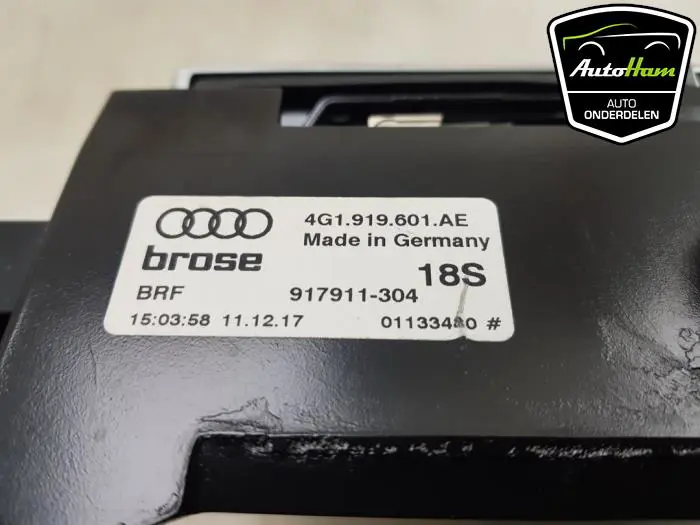 AutoHam
AUTO
ONDERDELEN
4G1.919.601.AE
Made in Germany
brose
18S
BRF 917911-304
15:03:58 11.12.17 01133480 #